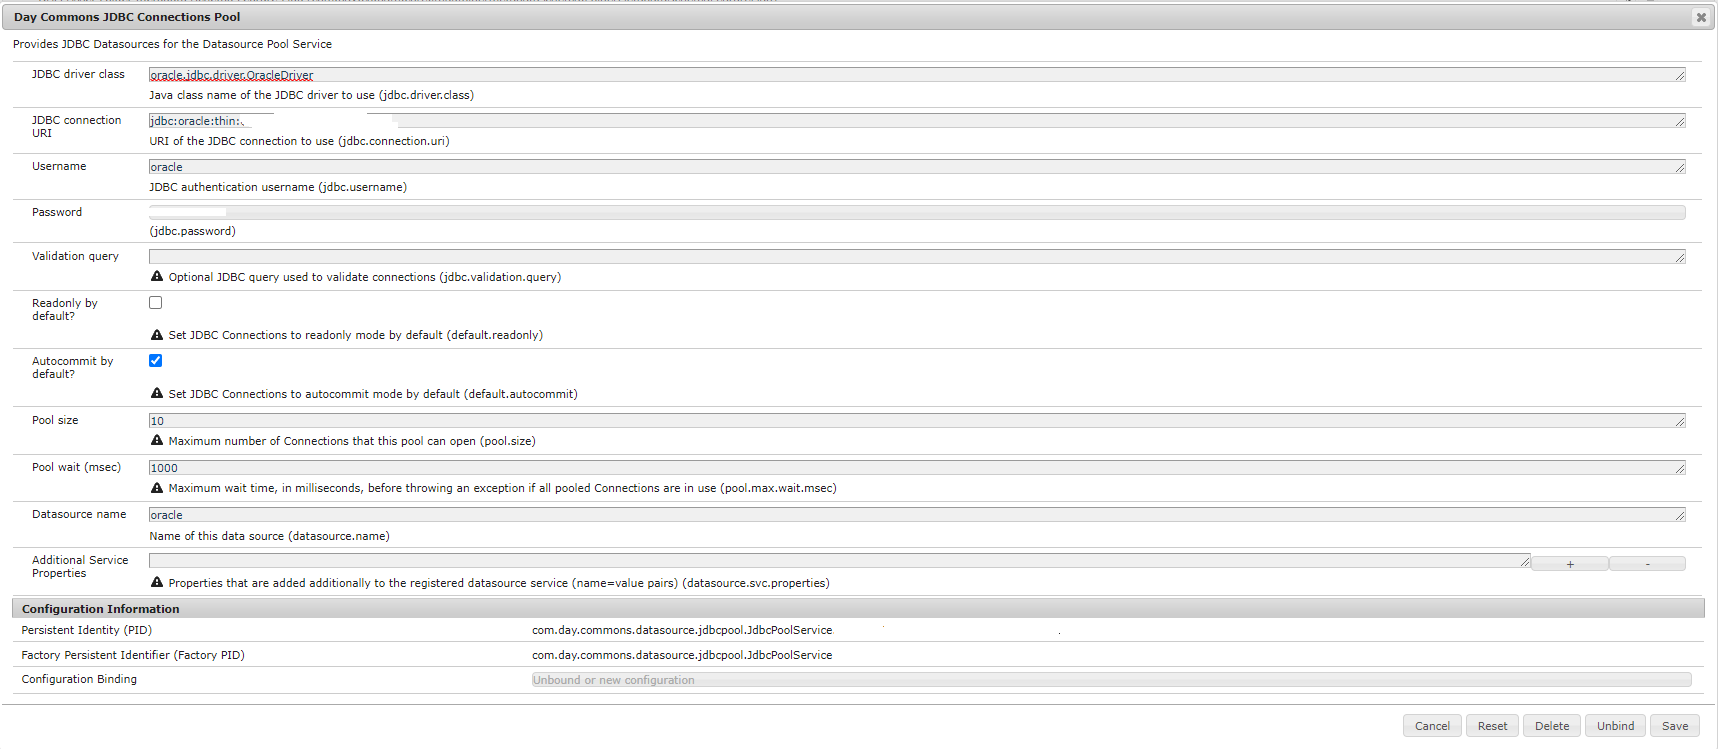 Day Commons JDBC Connections Pool
Provides JDBC Datasources for the Datasource Pool Service
JDBC driver class
oracle.jdbc.driver.OracleDriver
Java class name of the JDBC driver to use (jdbc.driver.class)
JDBC connection
URI
jdbc:oracle:thin:
URI of the JDBC connection to use (jdbc.connection.uri)
Username
oracle
JDBC authentication username (jdbc.username)
Password
(jdbc.password)
Validation query
Optional JDBC query used to validate connections (jdbc.validation.query)
Readonly by
default?
Set JDBC Connections to readonly mode by default (default.readonly)
Autocommit by
default?
Set JDBC Connections to autocommit mode by default (default.autocommit)
Pool size
10
Maximum number of Connections that this pool can open (pool.size)
Pool wait (msec)
1000
Maximum wait time, in milliseconds, before throwing an exception if all pooled Connections are in use (pool.max.wait.msec)
Datasource name
oracle
Name of this data source (datasource.name)
Additional Service
Properties
+ -
Properties that are added additionally to the registered datasource service (name=value pairs) (datasource.svc.properties)
Configuration Information
Persistent Identity (PID) com.day.commons.datasource.jdbcpool.JdbcPoolService
Factory Persistent Identifier (Factory PID) com.day.commons.datasource.jdbcpool.JdbcPoolService
Configuration Binding Unbound or new configuration
Cancel Reset Delete Unbind Save